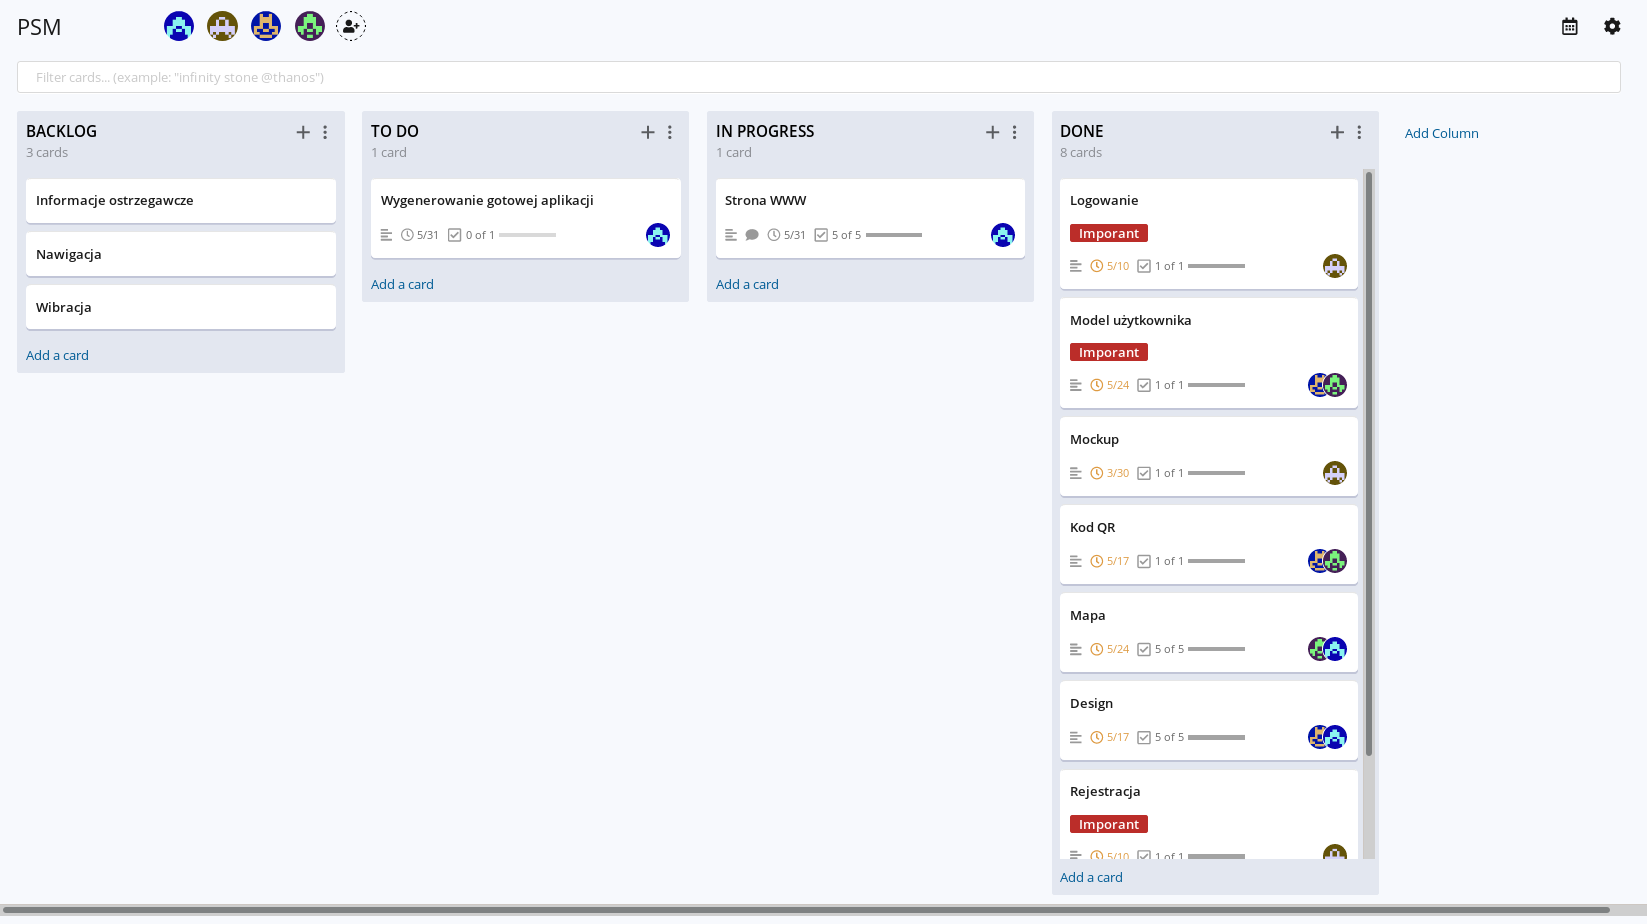 PSM
Filter cards... (example: "infinity stone @thanos")
BACKLOG
3 cards
Informacje ostrzegawcze
Nawigacja
Wibracja
Add a card
TO DO
1 card
Wygenerowanie gotowej aplikacji
5/31 0 of 1
Add a card
IN PROGRESS
1 card
Strona WWW
5/31 5 of 5
Add a card
DONE
8 cards
Logowanie
Imporant
5/10 1 of 1
Model użytkownika
Imporant
5/24 1 of 1
Mockup
3/30 1 of 1
Kod QR
5/17 1 of 1
Mapa
5/24 5 of 5
Design
5/17 5 of 5
Rejestracja
Imporant
5/10 1 of 1
Add a card
Add Column